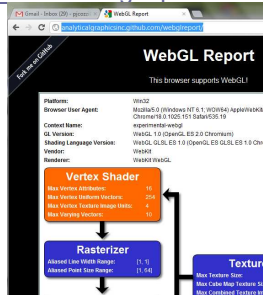 Gmail - Inbox (29) -
WebGL Report
analyticalgraphicsinc.github.com/webglreport/
Fork me on GitHub
WebGL Report
This browser supports WebGL!
Platform: Win32
Browser User Agent: Mozilla/5.0 (Windows NT 6.1; WOW64) AppleWebKit
Chrome/18.0.1025.151 Safari/535.19
Context Name: experimental-webgl
GL Version: WebGL 1.0 (OpenGL ES 2.0 Chromium)
Shading Language Version: WebGL GLSL ES 1.0 (OpenGL ES GLSL ES 1.0 Chro
Vendor: WebKit
Renderer: WebKit WebGL
Vertex Shader
Max Vertex Attributes: 16
Max Vertex Uniform Vectors: 254
Max Vertex Texture Image Units: 4
Max Varying Vectors: 10
Rasterizer
Aliased Line Width Range: [1, 1]
Aliased Point Size Range: [1, 64]
Texture
Max Texture Size:
Max Cube Map Texture Si
Max Combined Texture Im